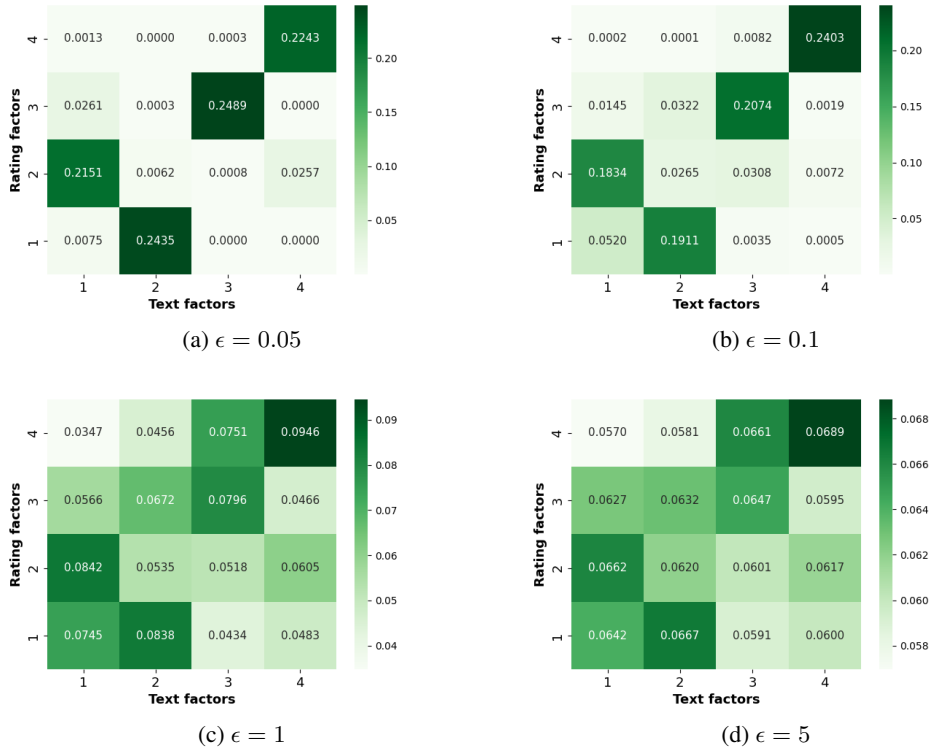 4 0.0013 0.0000 0.0003 0.2243
3 0.0261 0.0003 0.2489 0.0000
2 0.2151 0.0062 0.0008 0.0257
1 0.0075 0.2435 0.0000 0.0000
1 2 3 4
Text factors
Rating factors
0.20
0.15
0.10
0.05
(a) ϵ = 0.05
4 0.0002 0.0001 0.0082 0.2403
3 0.0145 0.0322 0.2074 0.0019
2 0.1834 0.0265 0.0308 0.0072
1 0.0520 0.1911 0.0035 0.0005
1 2 3 4
Text factors
Rating factors
0.20
0.15
0.10
0.05
(b) ϵ = 0.1
4 0.0347 0.0456 0.0751 0.0946
3 0.0566 0.0672 0.0796 0.0466
2 0.0842 0.0535 0.0518 0.0605
1 0.0745 0.0838 0.0434 0.0483
1 2 3 4
Text factors
Rating factors
0.09
0.08
0.07
0.06
0.05
0.04
(c) ϵ = 1
4 0.0570 0.0581 0.0661 0.0689
3 0.0627 0.0632 0.0647 0.0595
2 0.0662 0.0620 0.0601 0.0617
1 0.0642 0.0667 0.0591 0.0600
1 2 3 4
Text factors
Rating factors
0.068
0.066
0.064
0.062
0.060
0.058
(d) ϵ = 5